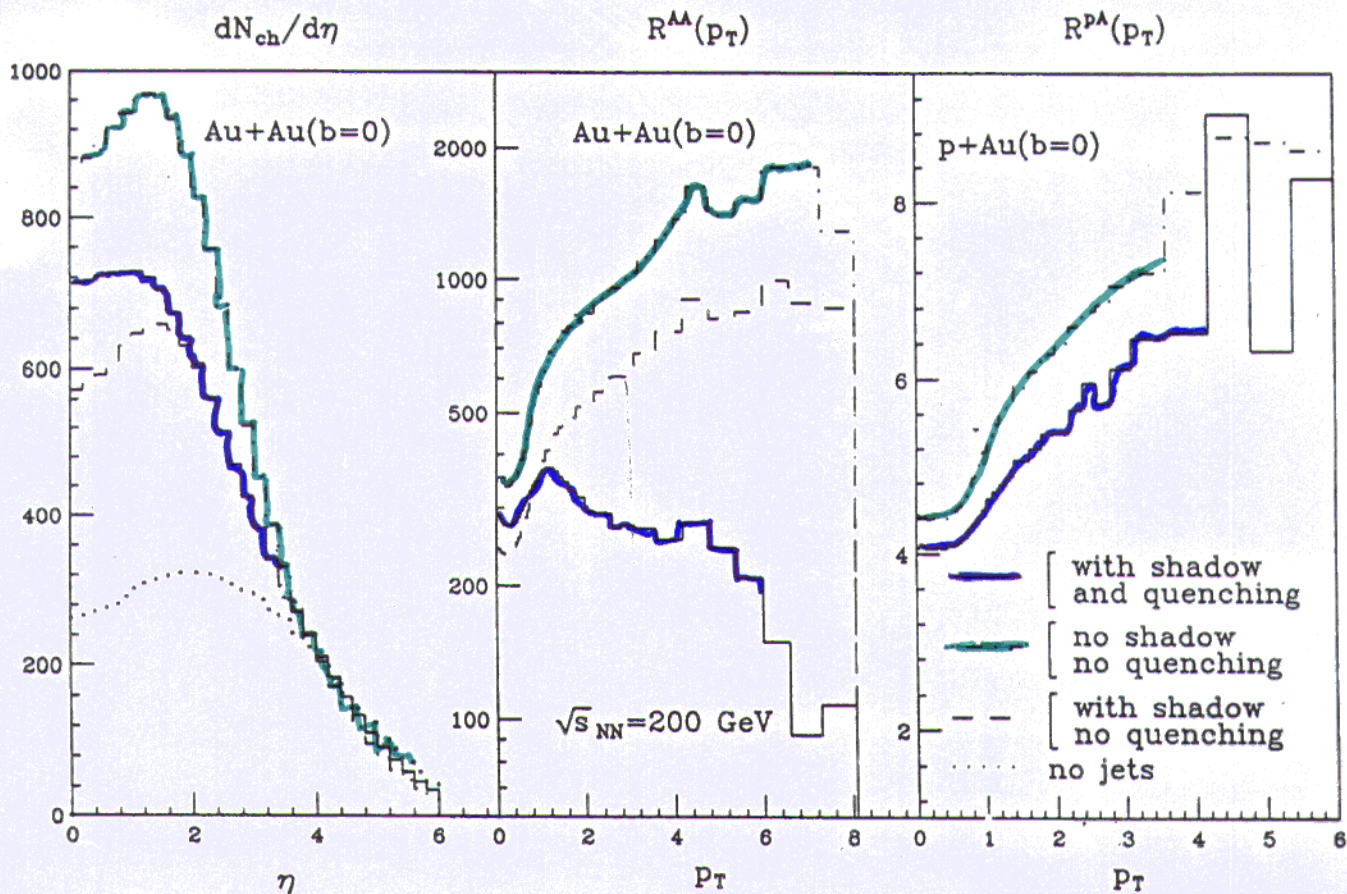 dN_ch/dη
R^AA(p_T)
R^pA(p_T)
1000
800
600
400
200
0
Au+Au(b=0)
0 2 4 6
η
2000
1000
500
200
100
Au+Au(b=0)
√s_NN=200 GeV
0 2 4 6 8
p_T
8
6
4
2
p+Au(b=0)
with shadow
and quenching
no shadow
no quenching
with shadow
no quenching
no jets
0 1 2 3 4 5 6
p_T